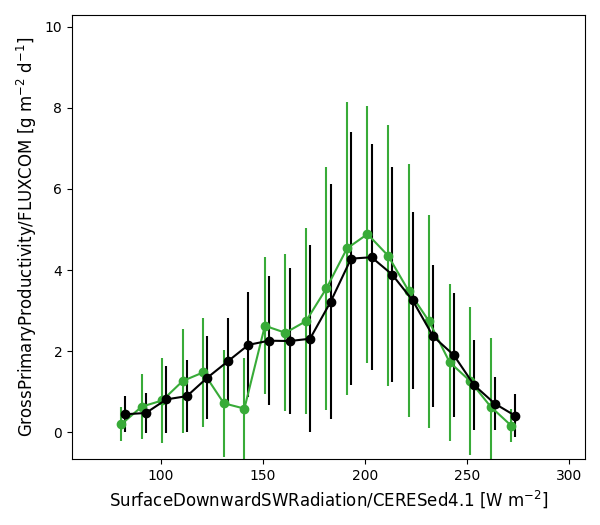 10
8
6
4
2
0
GrossPrimaryProductivity/FLUXCOM [g m⁻² d⁻¹]
100 150 200 250 300
SurfaceDownwardSWRadiation/CERESed4.1 [W m⁻²]